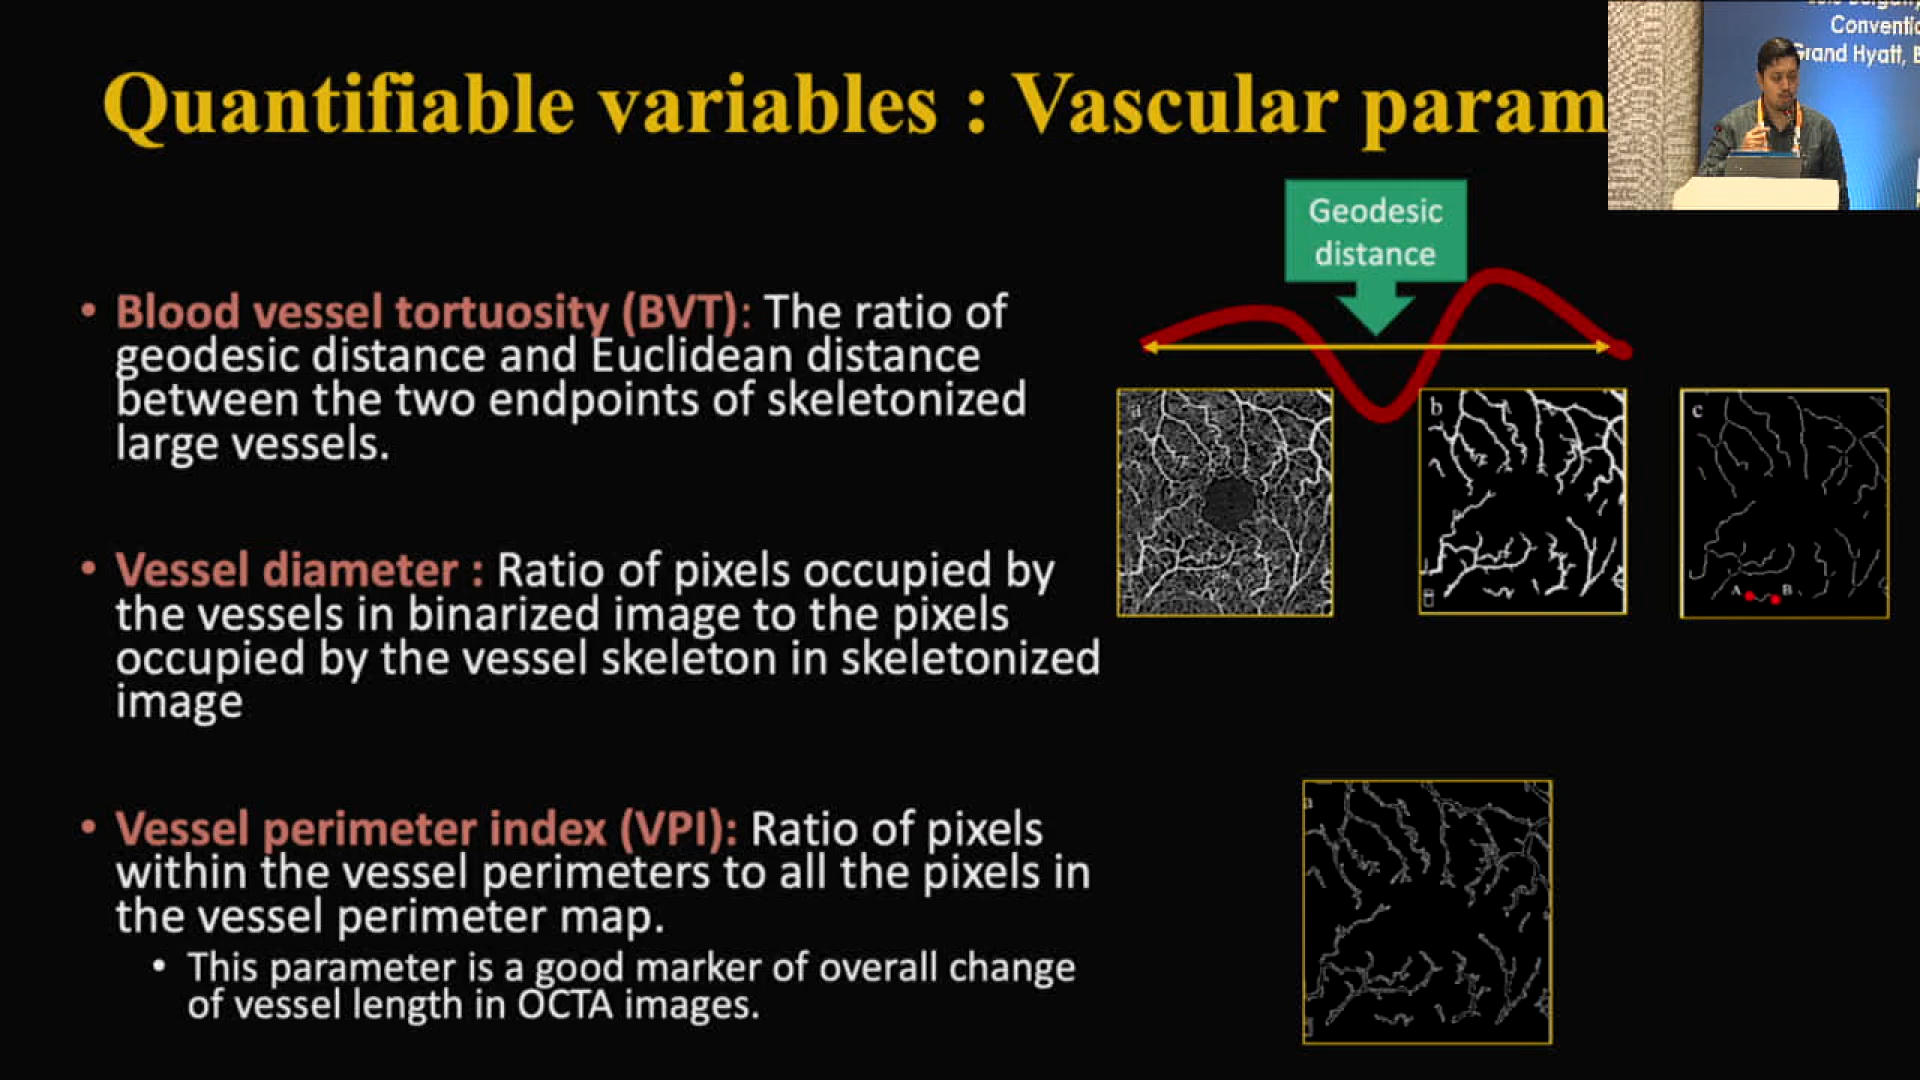 Conventio
Grand Hyatt, B
Quantifiable variables : Vascular param
Geodesic
distance
• Blood vessel tortuosity (BVT): The ratio of
geodesic distance and Euclidean distance
between the two endpoints of skeletonized
large vessels.
a
b
c
A
B
• Vessel diameter : Ratio of pixels occupied by
the vessels in binarized image to the pixels
occupied by the vessel skeleton in skeletonized
image
• Vessel perimeter index (VPI): Ratio of pixels
within the vessel perimeters to all the pixels in
the vessel perimeter map.
• This parameter is a good marker of overall change
of vessel length in OCTA images.